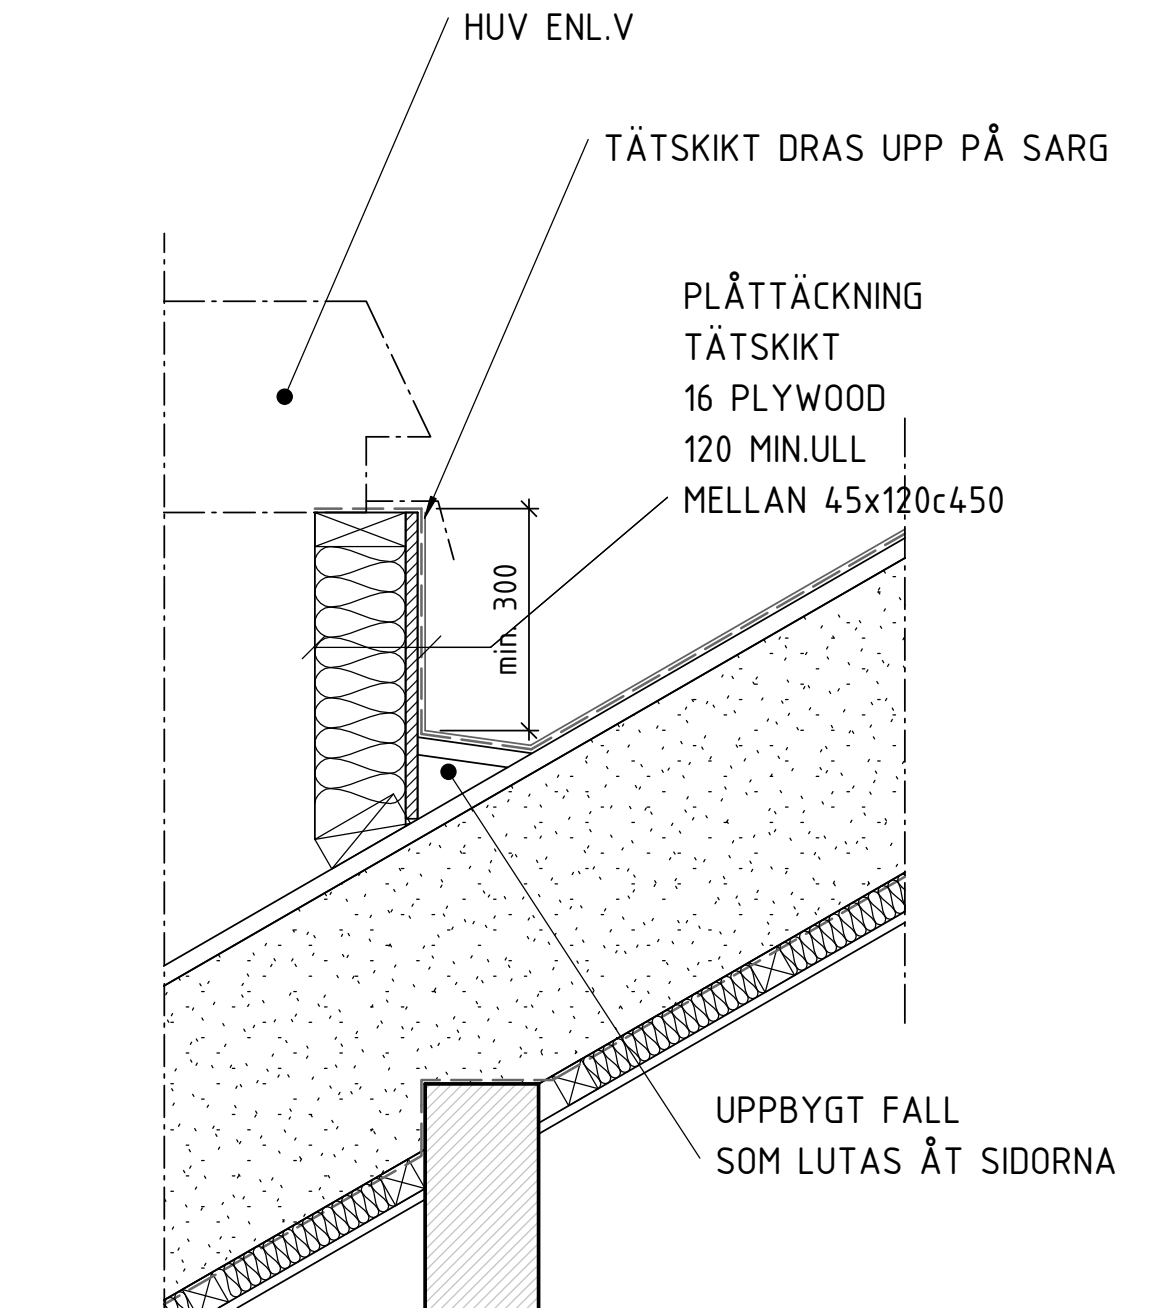 HUV ENL.V
TÄTSKIKT DRAS UPP PÅ SARG
PLÅTTÄCKNING
TÄTSKIKT
16 PLYWOOD
120 MIN.ULL
MELLAN 45x120c450
min. 300
UPPBYGT FALL
SOM LUTAS ÅT SIDORNA